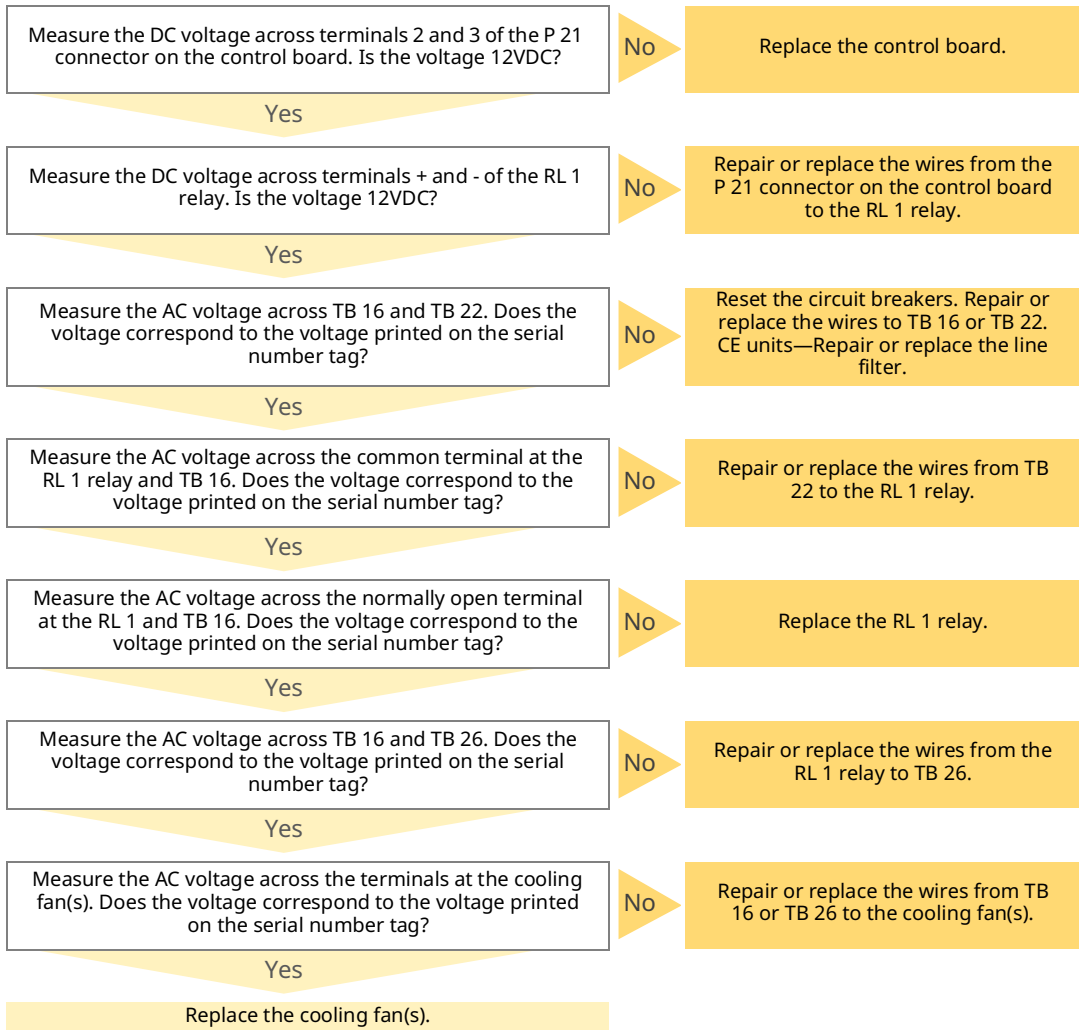 Measure the DC voltage across terminals 2 and 3 of the P 21
connector on the control board. Is the voltage 12VDC?
No
Replace the control board.
Yes
Measure the DC voltage across terminals + and - of the RL 1
relay. Is the voltage 12VDC?
No
Repair or replace the wires from the
P 21 connector on the control board
to the RL 1 relay.
Yes
Measure the AC voltage across TB 16 and TB 22. Does the
voltage correspond to the voltage printed on the serial
number tag?
No
Reset the circuit breakers. Repair or
replace the wires to TB 16 or TB 22.
CE units—Repair or replace the line
filter.
Yes
Measure the AC voltage across the common terminal at the
RL 1 relay and TB 16. Does the voltage correspond to the
voltage printed on the serial number tag?
No
Repair or replace the wires from TB
22 to the RL 1 relay.
Yes
Measure the AC voltage across the normally open terminal
at the RL 1 and TB 16. Does the voltage correspond to the
voltage printed on the serial number tag?
No
Replace the RL 1 relay.
Yes
Measure the AC voltage across TB 16 and TB 26. Does the
voltage correspond to the voltage printed on the serial
number tag?
No
Repair or replace the wires from the
RL 1 relay to TB 26.
Yes
Measure the AC voltage across the terminals at the cooling
fan(s). Does the voltage correspond to the voltage printed
on the serial number tag?
No
Repair or replace the wires from TB
16 or TB 26 to the cooling fan(s).
Yes
Replace the cooling fan(s).